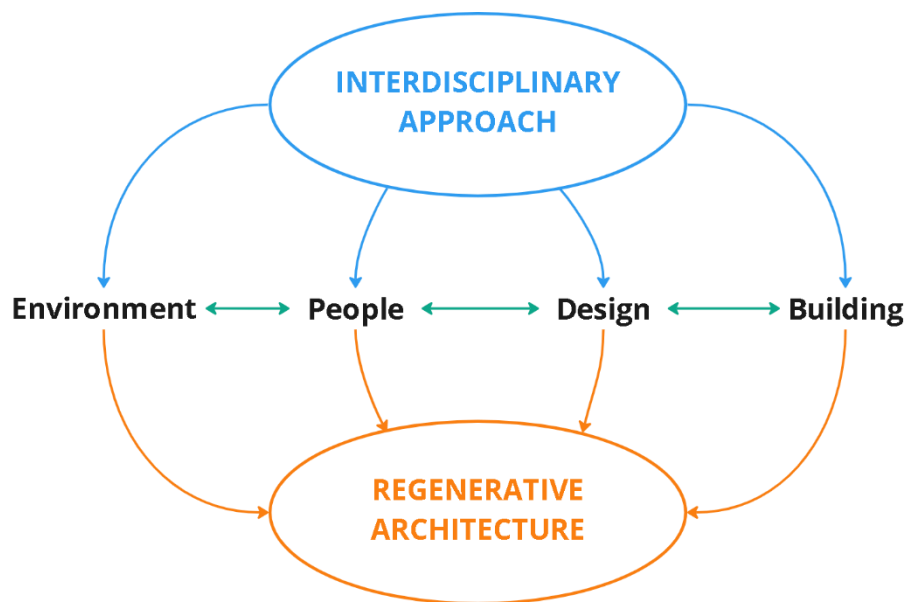 INTERDISCIPLINARY
APPROACH
Environment People Design Building
REGENERATIVE
ARCHITECTURE